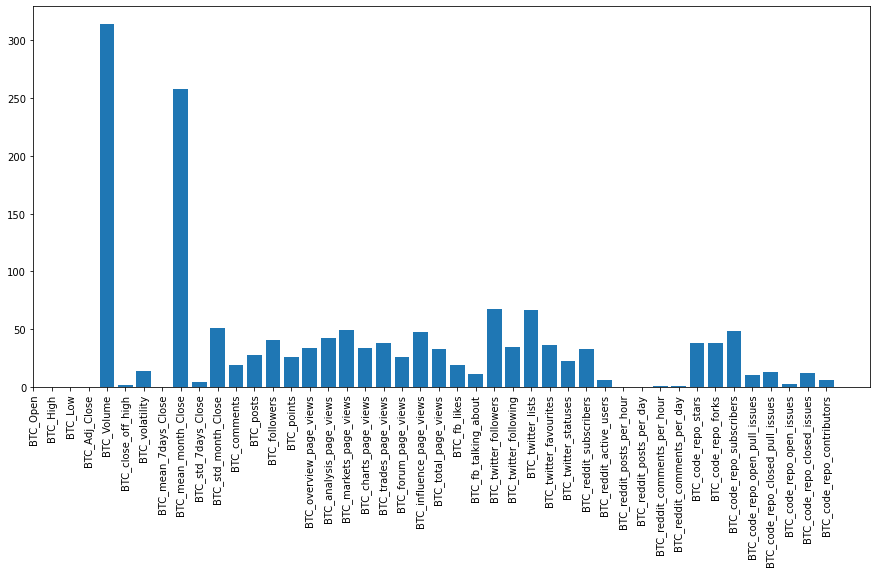 300
250
200
150
100
50
0
BTC_Open
BTC_High
BTC_Low
BTC_Adj_Close
BTC_Volume
BTC_close_off_high
BTC_volatility
BTC_mean_7days_Close
BTC_mean_month_Close
BTC_std_7days_Close
BTC_std_month_Close
BTC_comments
BTC_posts
BTC_followers
BTC_points
BTC_overview_page_views
BTC_analysis_page_views
BTC_markets_page_views
BTC_charts_page_views
BTC_trades_page_views
BTC_forum_page_views
BTC_influence_page_views
BTC_total_page_views
BTC_fb_likes
BTC_fb_talking_about
BTC_twitter_followers
BTC_twitter_following
BTC_twitter_lists
BTC_twitter_favourites
BTC_twitter_statuses
BTC_reddit_subscribers
BTC_reddit_active_users
BTC_reddit_posts_per_hour
BTC_reddit_posts_per_day
BTC_reddit_comments_per_hour
BTC_reddit_comments_per_day
BTC_code_repo_stars
BTC_code_repo_forks
BTC_code_repo_subscribers
BTC_code_repo_open_pull_issues
BTC_code_repo_closed_pull_issues
BTC_code_repo_open_issues
BTC_code_repo_closed_issues
BTC_code_repo_contributors